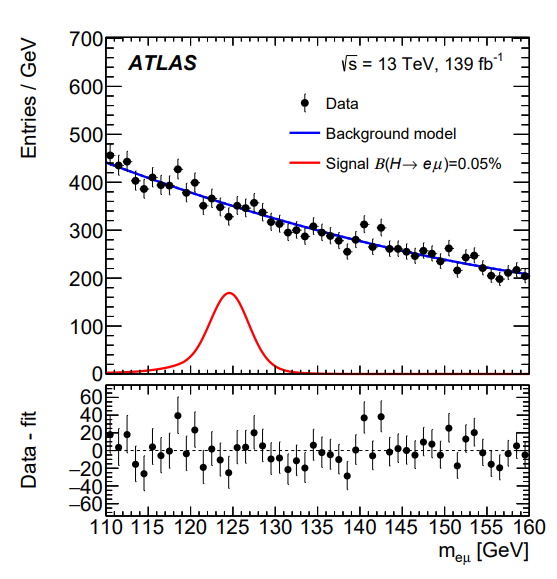 700
600
500
400
300
200
100
0
Entries / GeV
ATLAS
√s = 13 TeV, 139 fb⁻¹
Data
Background model
Signal B(H→ eμ)=0.05%
60
40
20
0
−20
−40
−60
Data - fit
110 115 120 125 130 135 140 145 150 155 160
m_eμ [GeV]